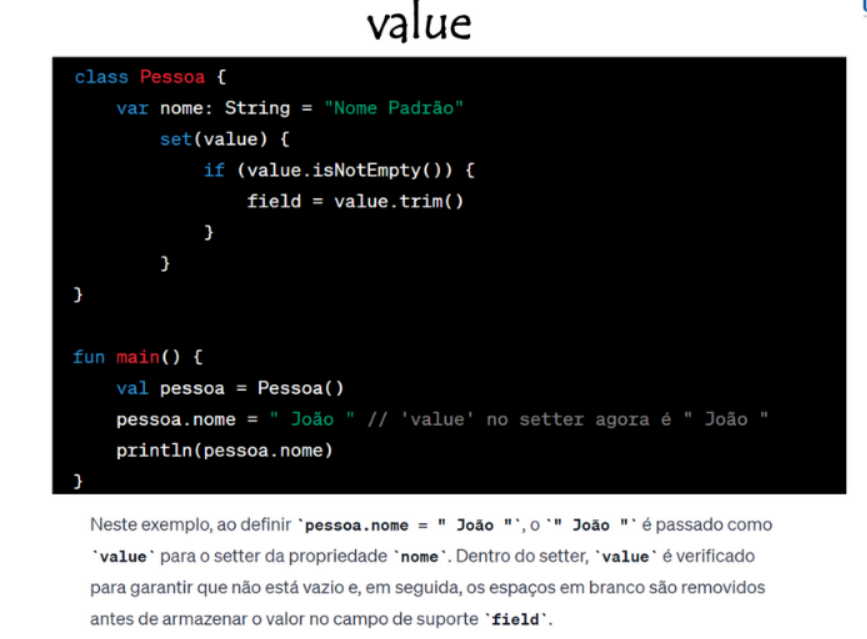 value
class Pessoa {
    var nome: String = "Nome Padrão"
        set(value) {
            if (value.isNotEmpty()) {
                field = value.trim()
            }
        }
}
fun main() {
    val pessoa = Pessoa()
    pessoa.nome = " João " // 'value' no setter agora é " João "
    println(pessoa.nome)
}
Neste exemplo, ao definir `pessoa.nome = " João "`, o `" João "` é passado como
`value` para o setter da propriedade `nome`. Dentro do setter, `value` é verificado
para garantir que não está vazio e, em seguida, os espaços em branco são removidos
antes de armazenar o valor no campo de suporte `field`.